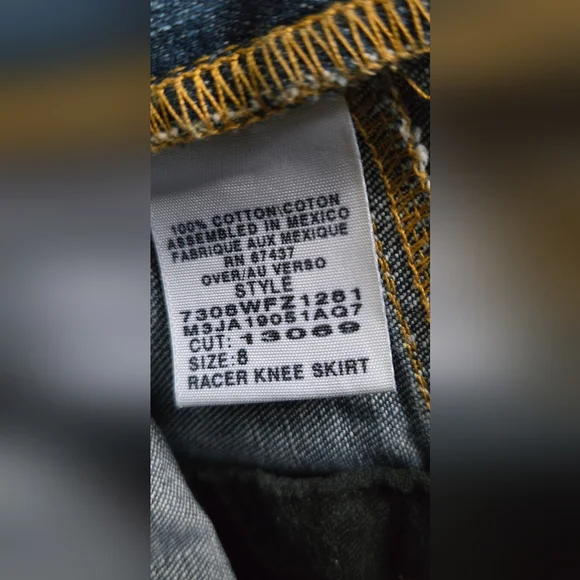 100% COTTON/COTON
ASSEMBLED IN MEXICO
FABRIQUE AUX MEXIQUE
RN 67437
OVER/AU VERSO
STYLE
7306WFZ1281
M3JA19051AQ7
CUT: 13069
SIZE: 8
RACER KNEE SKIRT